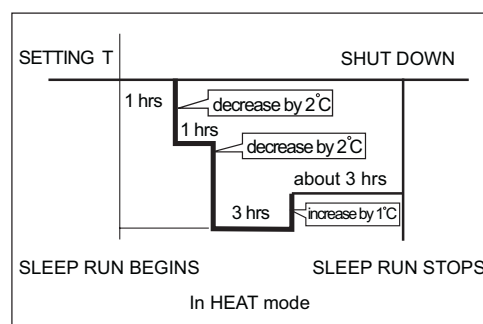 SETTING T
SHUT DOWN
1 hrs
decrease by 2°C
1 hrs
decrease by 2°C
about 3 hrs
3 hrs
increase by 1°C
SLEEP RUN BEGINS
SLEEP RUN STOPS
In HEAT mode